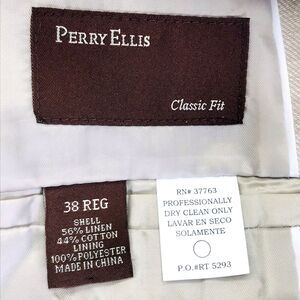 PERRY ELLIS
Classic Fit
38 REG
SHELL
56% LINEN
44% COTTON
LINING
100% POLYESTER
MADE IN CHINA
RN# 37763
PROFESSIONALLY
DRY CLEAN ONLY
LAVAR EN SECO
SOLAMENTE
P.O.#RT 5293